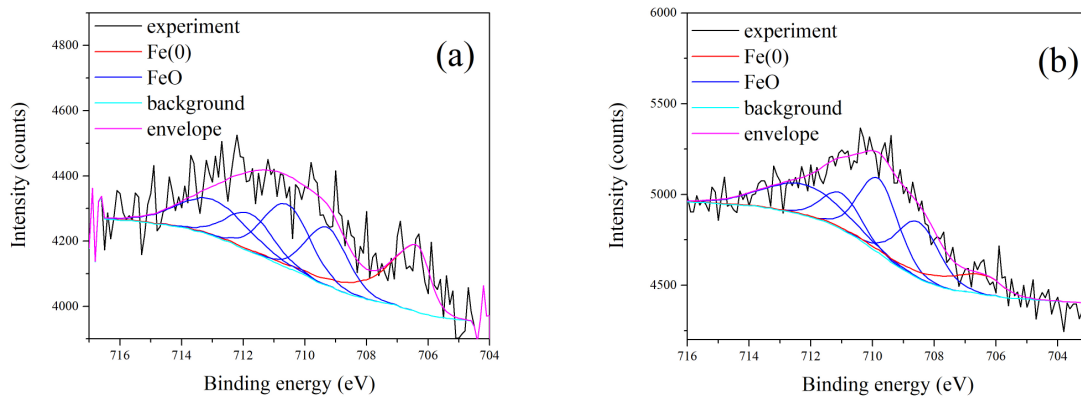 (a)
experiment
Fe(0)
FeO
background
envelope
4800
4600
4400
4200
4000
Intensity (counts)
716 714 712 710 708 706 704
Binding energy (eV)
(b)
experiment
Fe(0)
FeO
background
envelope
6000
5500
5000
4500
Intensity (counts)
716 714 712 710 708 706 704
Binding energy (eV)